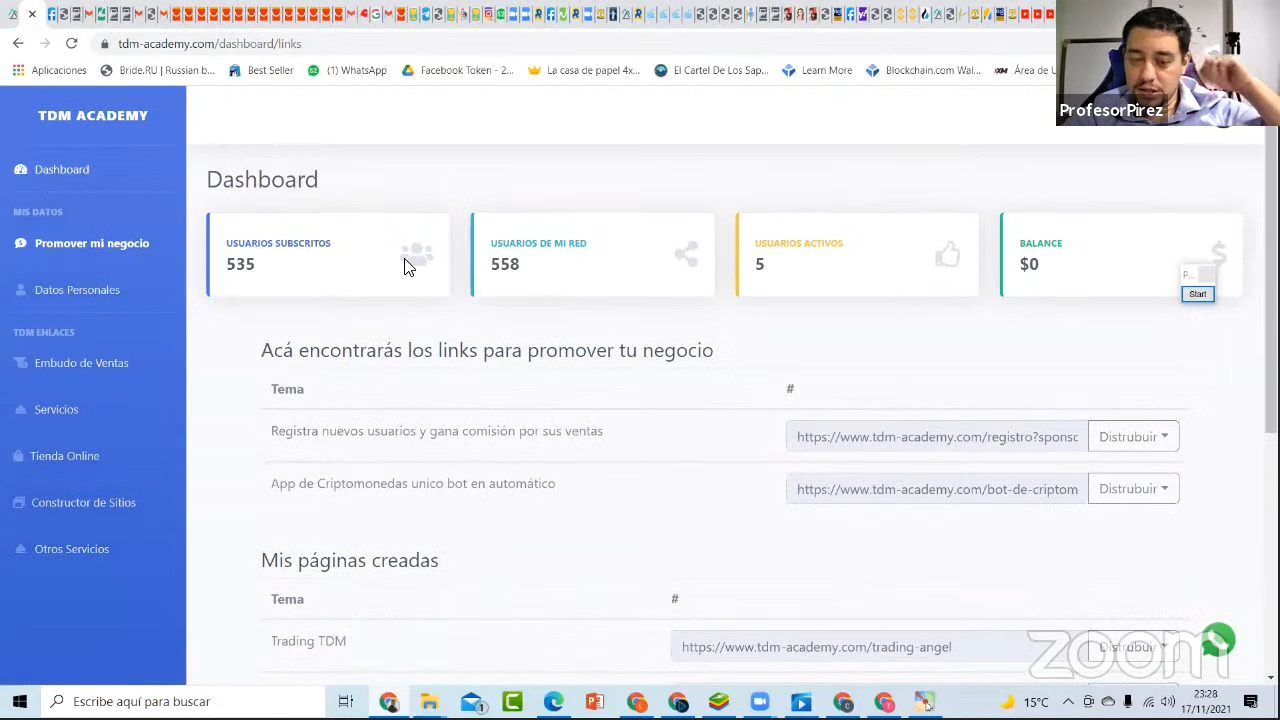 tdm-academy.com/dashboard/links
Aplicaciones
Bride.RU | Russian b...
Best Seller
(1) WhatsApp
Facebook Token - 2...
La casa de papel 4x...
El Cartel De Los Sap...
Learn More
Blockchain.com Wal...
Área de
ProfesorPirez
TDM ACADEMY
Dashboard
MIS DATOS
Promover mi negocio
Datos Personales
TDM ENLACES
Embudo de Ventas
Servicios
Tienda Online
Constructor de Sitios
Otros Servicios
Dashboard
USUARIOS SUBSCRITOS
535
USUARIOS DE MI RED
558
USUARIOS ACTIVOS
5
BALANCE
$0
P...
Start
Acá encontrarás los links para promover tu negocio
Tema #
Registra nuevos usuarios y gana comisión por sus ventas https://www.tdm-academy.com/registro?sponsc Distrubuir
App de Criptomonedas unico bot en automático https://www.tdm-academy.com/bot-de-criptom Distrubuir
Mis páginas creadas
Tema #
Trading TDM https://www.tdm-academy.com/trading-angel Distrubuir
zoom
Escribe aquí para buscar
1
15°C
23:28
17/11/2021